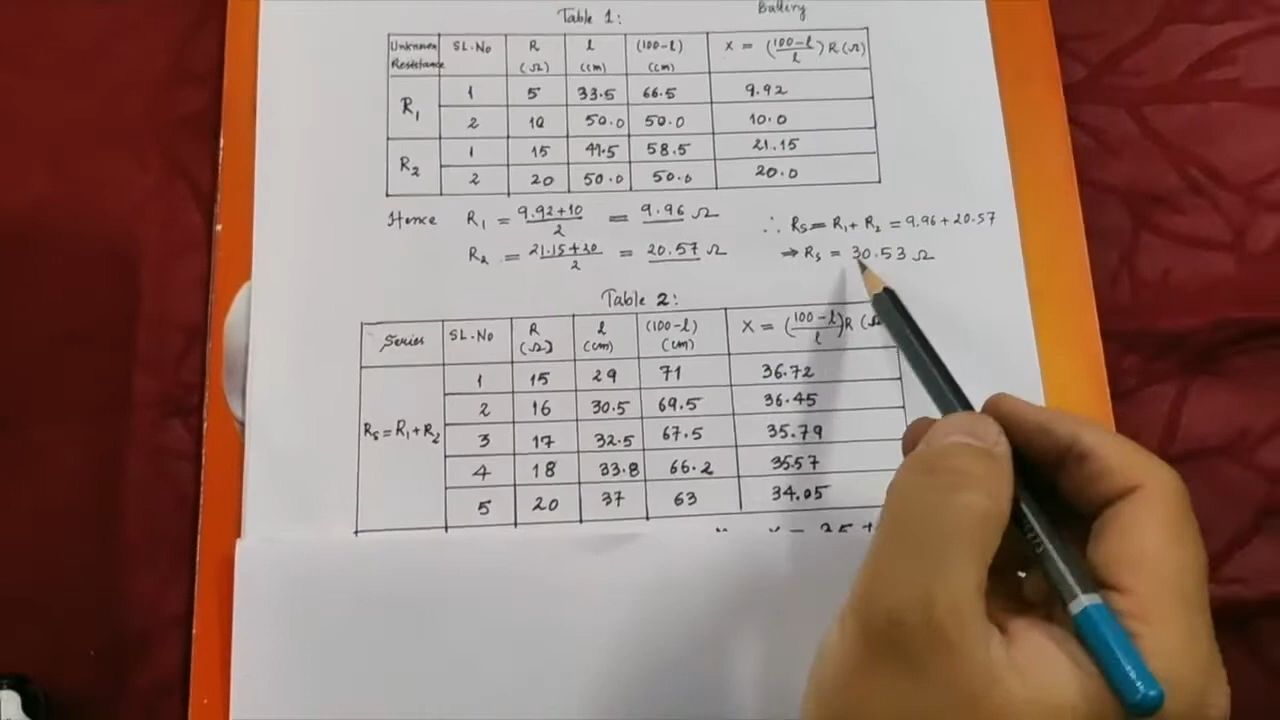 Table 1:
Battery
Unknown Resistance SL.No R (Ω) l (cm) (100-l) (cm) X = (100-l/l) R (Ω)
R₁ 1 5 33.5 66.5 9.92
2 10 50.0 50.0 10.0
R₂ 1 15 41.5 58.5 21.15
2 20 50.0 50.0 20.0
Hence R₁ = 9.92+10/2 = 9.96 Ω
R₂ = 21.15+20/2 = 20.57 Ω
∴ Rs = R₁ + R₂ = 9.96 + 20.57
⇒ Rs = 30.53 Ω
Table 2:
Series SL.No R (Ω) l (cm) (100-l) (cm) X = (100-l/l) R (Ω
Rs = R₁ + R₂ 1 15 29 71 36.72
2 16 30.5 69.5 36.45
3 17 32.5 67.5 35.79
4 18 33.8 66.2 35.57
5 20 37 63 34.05